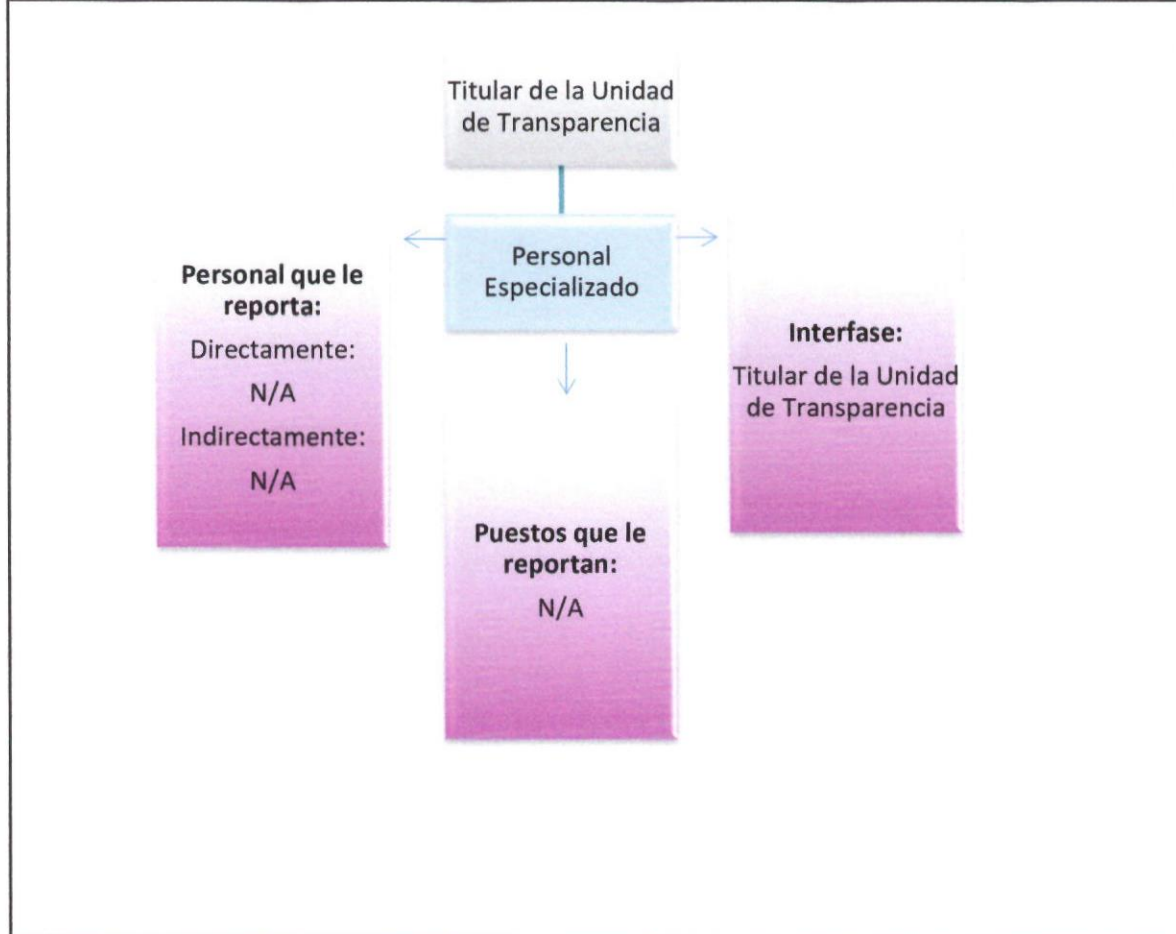 Titular de la Unidad
de Transparencia
Personal
Especializado
Personal que le
reporta:
Directamente:
N/A
Indirectamente:
N/A
Interfase:
Titular de la Unidad
de Transparencia
Puestos que le
reportan:
N/A